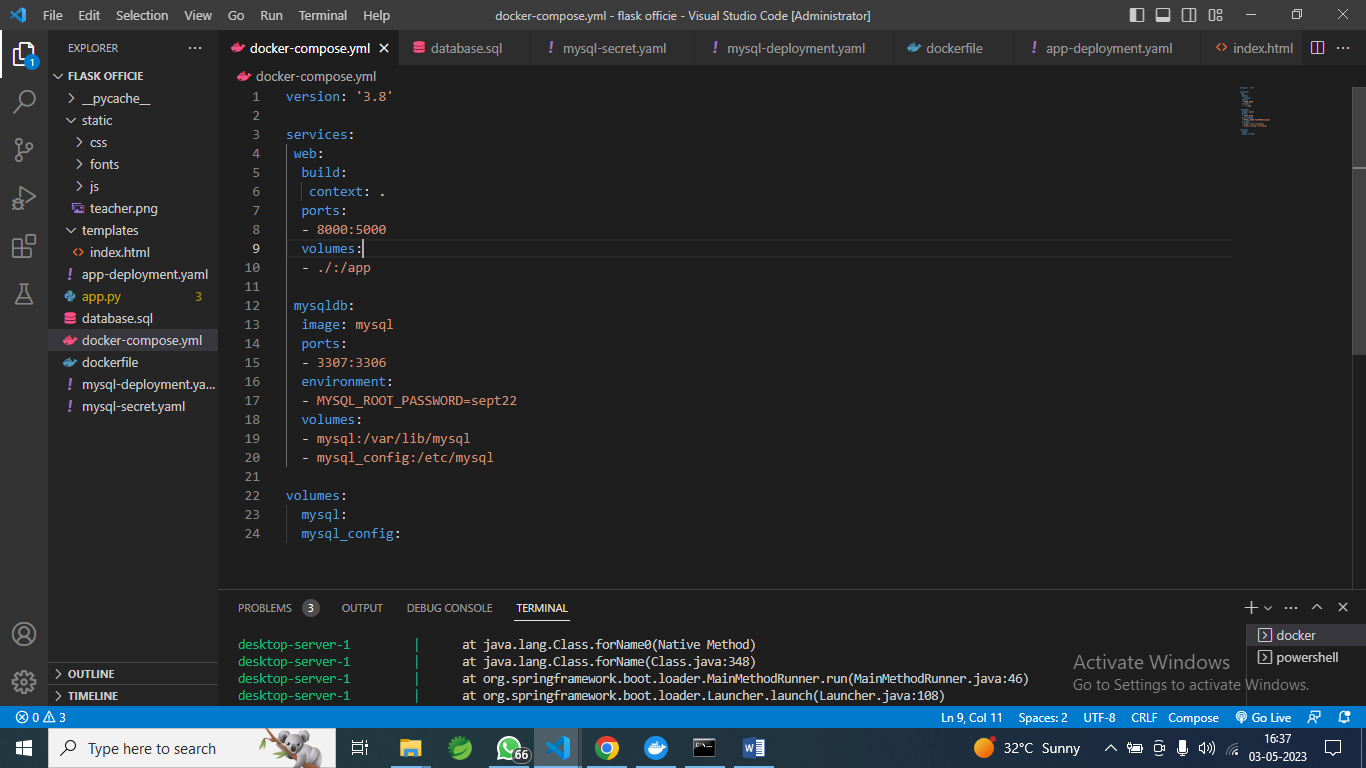 File Edit Selection View Go Run Terminal Help docker-compose.yml - flask officie - Visual Studio Code [Administrator]
EXPLORER
docker-compose.yml database.sql mysql-secret.yaml mysql-deployment.yaml dockerfile app-deployment.yaml index.html
1
FLASK OFFICIE
__pycache__
static
css
fonts
js
teacher.png
templates
index.html
app-deployment.yaml
app.py 3
database.sql
docker-compose.yml
dockerfile
mysql-deployment.ya...
mysql-secret.yaml
OUTLINE
TIMELINE
docker-compose.yml
1 version: '3.8'
2
3 services:
4 web:
5 build:
6 context: .
7 ports:
8 - 8000:5000
9 volumes:
10 - ./:/app
11
12 mysqldb:
13 image: mysql
14 ports:
15 - 3307:3306
16 environment:
17 - MYSQL_ROOT_PASSWORD=sept22
18 volumes:
19 - mysql:/var/lib/mysql
20 - mysql_config:/etc/mysql
21
22 volumes:
23 mysql:
24 mysql_config:
PROBLEMS 3 OUTPUT DEBUG CONSOLE TERMINAL
desktop-server-1 | at java.lang.Class.forName0(Native Method)
desktop-server-1 | at java.lang.Class.forName(Class.java:348)
desktop-server-1 | at org.springframework.boot.loader.MainMethodRunner.run(MainMethodRunner.java:46)
desktop-server-1 | at org.springframework.boot.loader.Launcher.launch(Launcher.java:108)
docker
powershell
Activate Windows
Go to Settings to activate Windows.
0 3 Ln 9, Col 11 Spaces: 2 UTF-8 CRLF Compose Go Live
Type here to search 66 32°C Sunny 16:37
03-05-2023